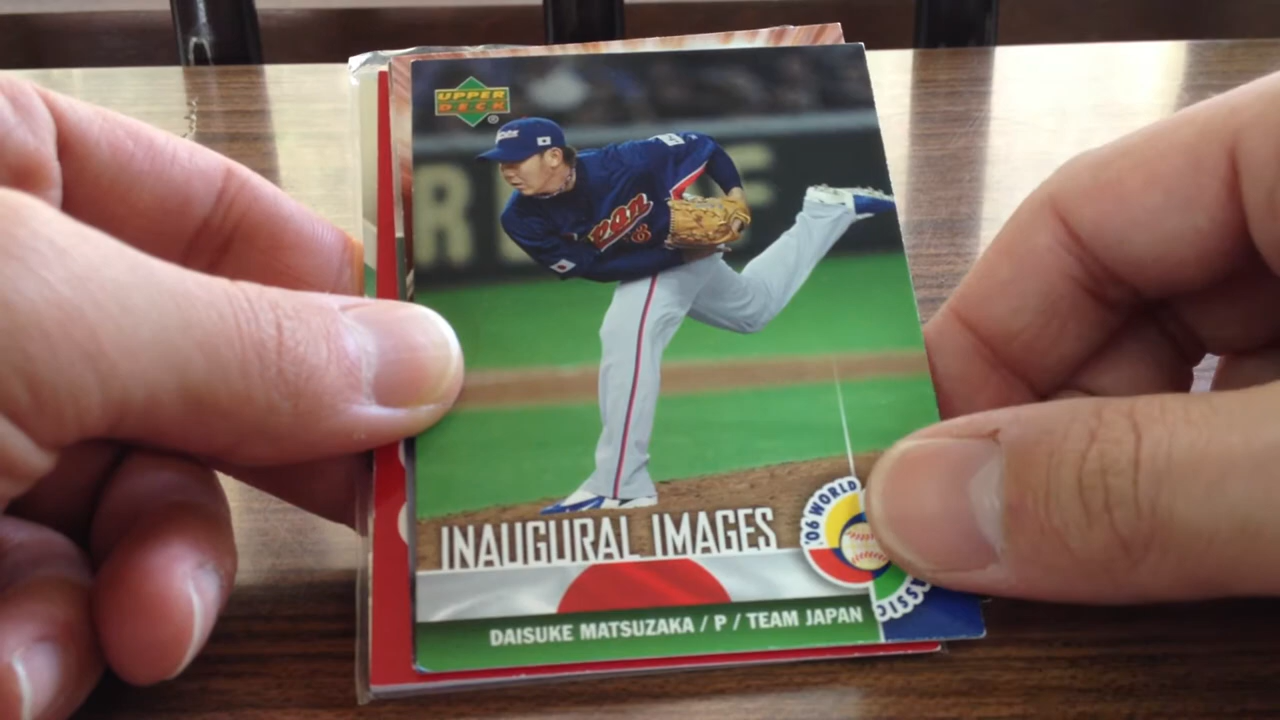 UPPER
DECK
®
INAUGURAL IMAGES
'06 WORLD
DAISUKE MATSUZAKA / P / TEAM JAPAN